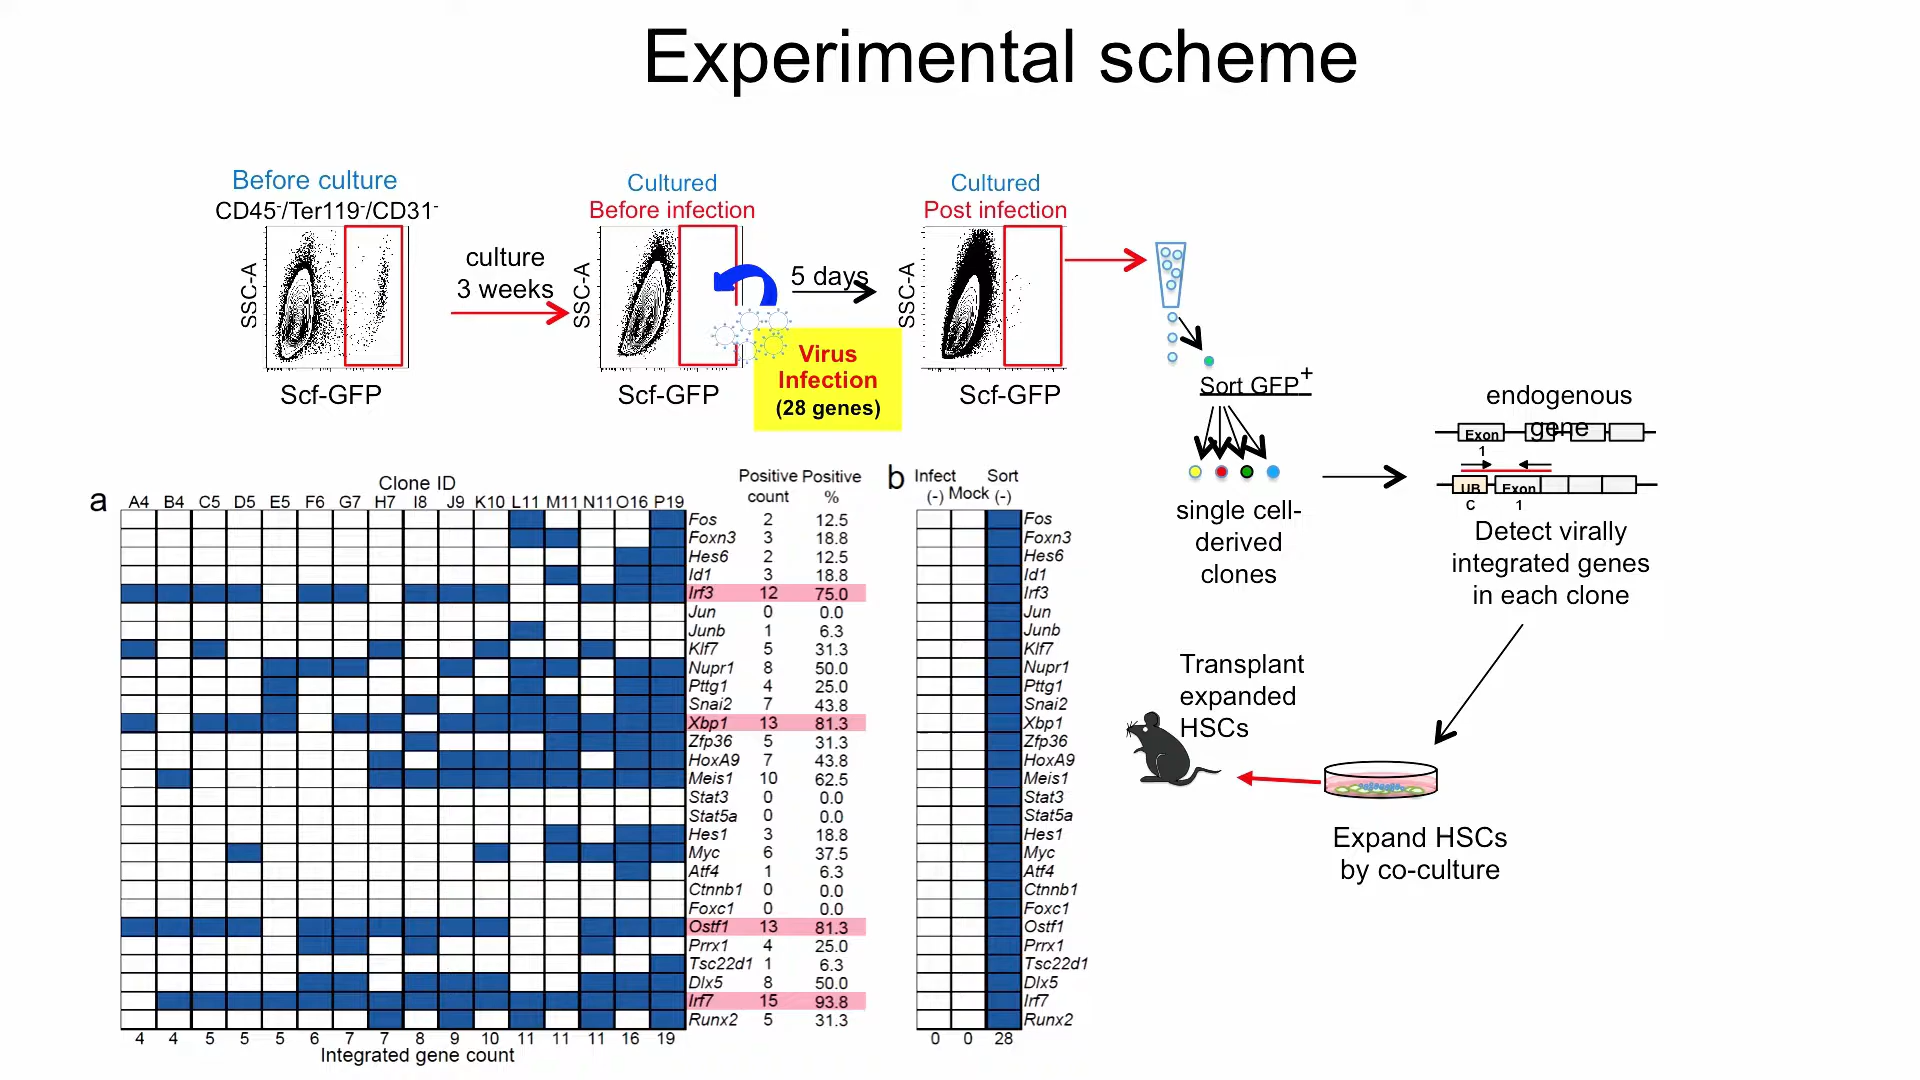 Experimental scheme
Before culture
CD45-/Ter119-/CD31-
SSC-A
Scf-GFP
culture
3 weeks
Cultured
Before infection
SSC-A
Scf-GFP
5 days
Virus
Infection
(28 genes)
Cultured
Post infection
SSC-A
Scf-GFP
Sort GFP+
single cell-
derived
clones
endogenous
gene
Exon
1
UB
C
Exon
1
Detect virally
integrated genes
in each clone
Transplant
expanded
HSCs
Expand HSCs
by co-culture
a
Clone ID
Positive count Positive %
A4 B4 C5 D5 E5 F6 G7 H7 I8 J9 K10 L11 M11 N11 O16 P19
Fos 2 12.5
Foxn3 3 18.8
Hes6 2 12.5
Id1 3 18.8
Irf3 12 75.0
Jun 0 0.0
Junb 1 6.3
Klf7 5 31.3
Nupr1 8 50.0
Pttg1 4 25.0
Snai2 7 43.8
Xbp1 13 81.3
Zfp36 5 31.3
HoxA9 7 43.8
Meis1 10 62.5
Stat3 0 0.0
Stat5a 0 0.0
Hes1 3 18.8
Myc 6 37.5
Atf4 1 6.3
Ctnnb1 0 0.0
Foxc1 0 0.0
Ostf1 13 81.3
Prrx1 4 25.0
Tsc22d1 1 6.3
Dlx5 8 50.0
Irf7 15 93.8
Runx2 5 31.3
4 4 5 5 5 6 7 7 8 9 10 11 11 11 16 19
Integrated gene count
b
Infect (-) Mock Sort (-)
Fos
Foxn3
Hes6
Id1
Irf3
Jun
Junb
Klf7
Nupr1
Pttg1
Snai2
Xbp1
Zfp36
HoxA9
Meis1
Stat3
Stat5a
Hes1
Myc
Atf4
Ctnnb1
Foxc1
Ostf1
Prrx1
Tsc22d1
Dlx5
Irf7
Runx2
0 0 28